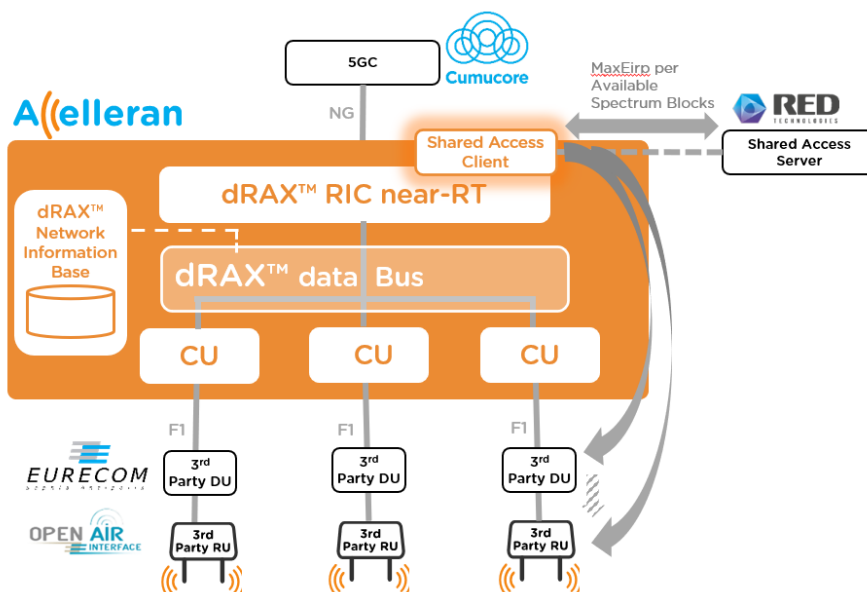 5GC
Cumucore
MaxEirp per
Available
Spectrum Blocks
RED
TECHNOLOGIES
NG
Accelleran
Shared Access
Client
Shared Access
Server
dRAX™ RIC near-RT
dRAX™
Network
Information
Base
dRAX™ data Bus
CU
CU
CU
F1
F1
F1
EURECOM
3rd
Party DU
3rd
Party DU
3rd
Party DU
OPEN AIR
INTERFACE
3rd
Party RU
3rd
Party RU
3rd
Party RU